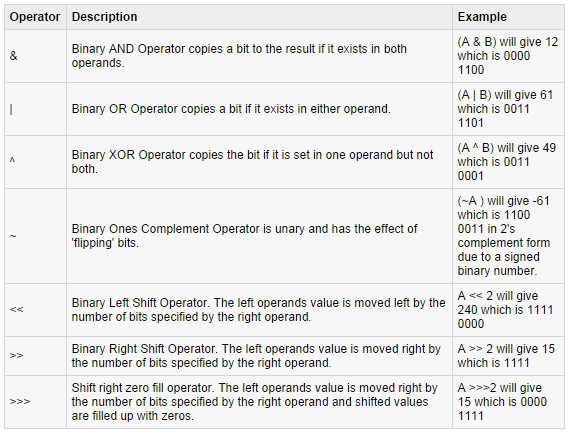 Operator Description Example
& Binary AND Operator copies a bit to the result if it exists in both operands. (A & B) will give 12 which is 0000 1100
| Binary OR Operator copies a bit if it exists in either operand. (A | B) will give 61 which is 0011 1101
^ Binary XOR Operator copies the bit if it is set in one operand but not both. (A ^ B) will give 49 which is 0011 0001
~ Binary Ones Complement Operator is unary and has the effect of 'flipping' bits. (~A ) will give -61 which is 1100 0011 in 2's complement form due to a signed binary number.
<< Binary Left Shift Operator. The left operands value is moved left by the number of bits specified by the right operand. A << 2 will give 240 which is 1111 0000
>> Binary Right Shift Operator. The left operands value is moved right by the number of bits specified by the right operand. A >> 2 will give 15 which is 1111
>>> Shift right zero fill operator. The left operands value is moved right by the number of bits specified by the right operand and shifted values are filled up with zeros. A >>>2 will give 15 which is 0000 1111